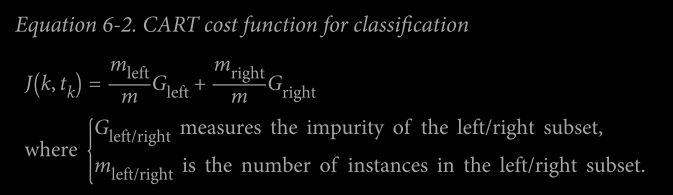 Equation 6-2. CART cost function for classification
J(k, t_k) = m_left/m G_left + m_right/m G_right
where { G_left/right measures the impurity of the left/right subset,
m_left/right is the number of instances in the left/right subset.